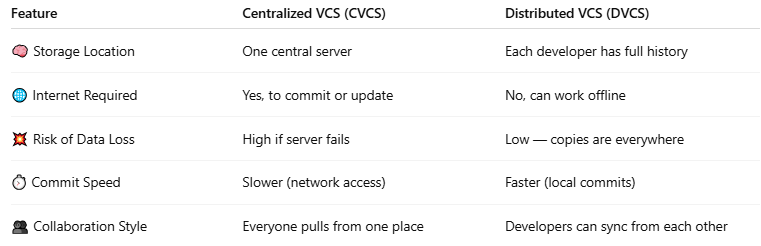 Feature Centralized VCS (CVCS) Distributed VCS (DVCS)
🧠 Storage Location One central server Each developer has full history
🌐 Internet Required Yes, to commit or update No, can work offline
💥 Risk of Data Loss High if server fails Low — copies are everywhere
⏱ Commit Speed Slower (network access) Faster (local commits)
👥 Collaboration Style Everyone pulls from one place Developers can sync from each other